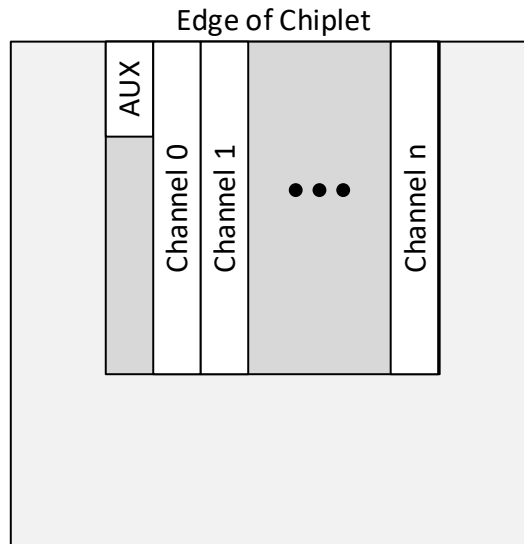 Edge of Chiplet
AUX
Channel 0
Channel 1
•••
Channel n